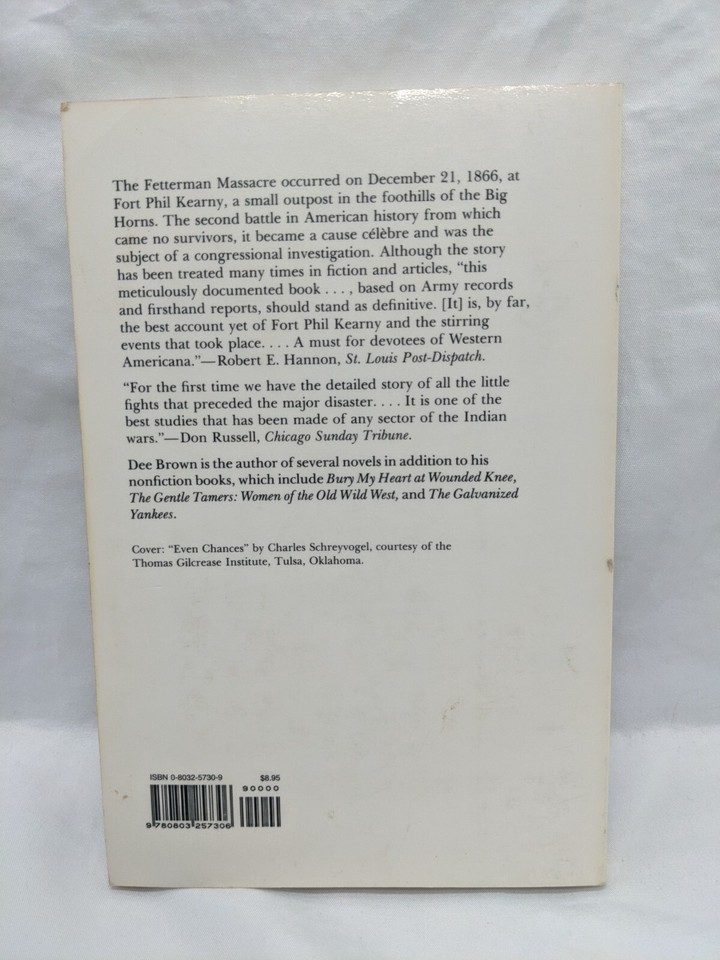 The Fetterman Massacre occurred on December 21, 1866, at
Fort Phil Kearny, a small outpost in the foothills of the Big
Horns. The second battle in American history from which
came no survivors, it became a cause célèbre and was the
subject of a congressional investigation. Although the story
has been treated many times in fiction and articles, “this
meticulously documented book . . . , based on Army records
and firsthand reports, should stand as definitive. [It] is, by far,
the best account yet of Fort Phil Kearny and the stirring
events that took place. . . . A must for devotees of Western
Americana.”—Robert E. Hannon, St. Louis Post-Dispatch.
“For the first time we have the detailed story of all the little
fights that preceded the major disaster. . . . It is one of the
best studies that has been made of any sector of the Indian
wars.”—Don Russell, Chicago Sunday Tribune.
Dee Brown is the author of several novels in addition to his
nonfiction books, which include Bury My Heart at Wounded Knee,
The Gentle Tamers: Women of the Old Wild West, and The Galvanized
Yankees.
Cover: “Even Chances” by Charles Schreyvogel, courtesy of the
Thomas Gilcrease Institute, Tulsa, Oklahoma.
ISBN 0-8032-5730-9 $8.95
90000
9 780803 257306